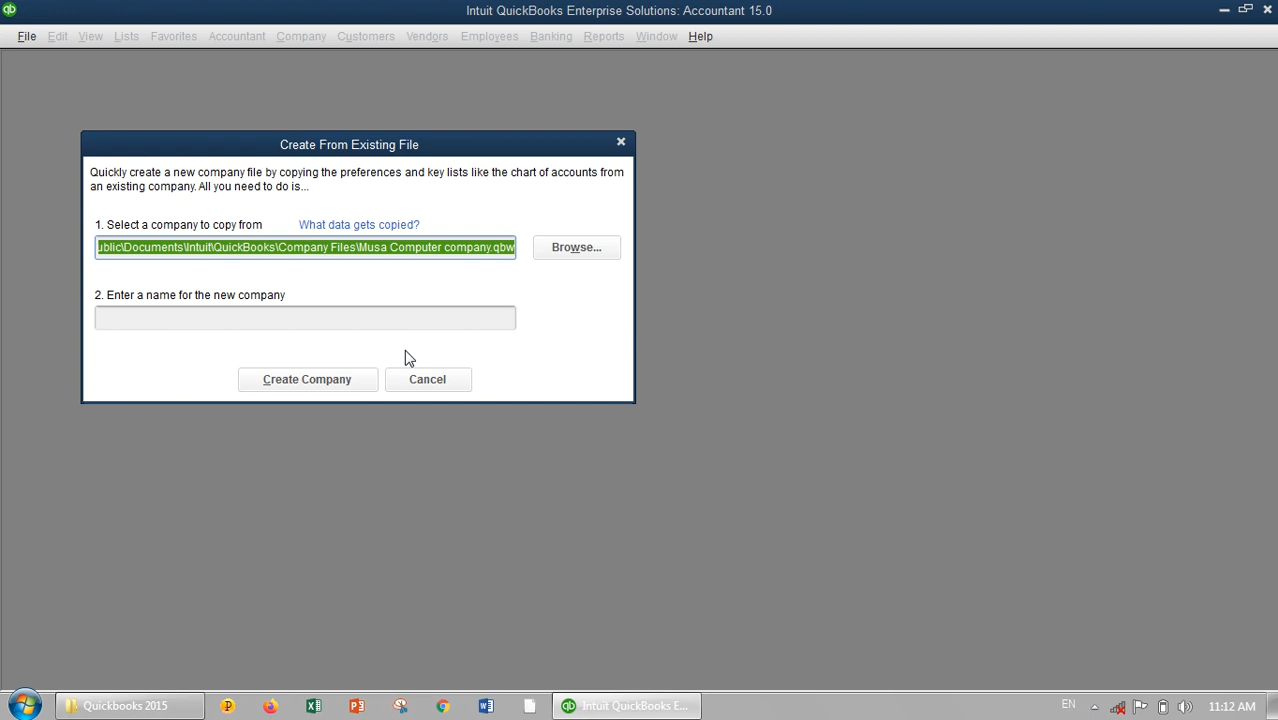 qb
Intuit QuickBooks Enterprise Solutions: Accountant 15.0
File Edit View Lists Favorites Accountant Company Customers Vendors Employees Banking Reports Window Help
Create From Existing File
Quickly create a new company file by copying the preferences and key lists like the chart of accounts from
an existing company. All you need to do is...
1. Select a company to copy from What data gets copied?
ublic\Documents\Intuit\QuickBooks\Company Files\Musa Computer company.qbw Browse...
2. Enter a name for the new company
Create Company Cancel
Quickbooks 2015 Intuit QuickBooks E... EN 11:12 AM